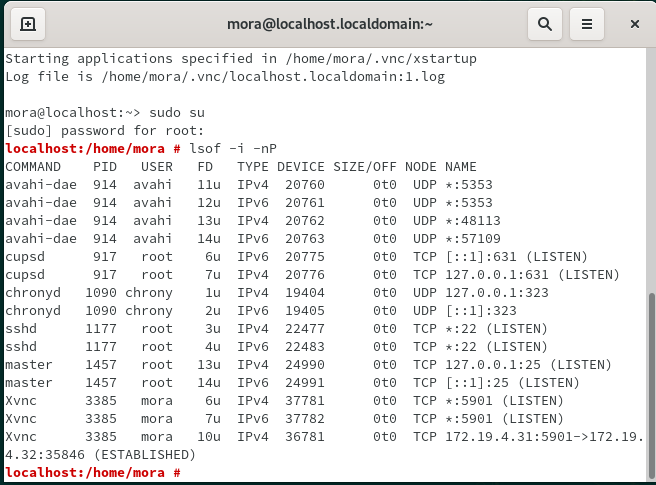 mora@localhost.localdomain:~
Starting applications specified in /home/mora/.vnc/xstartup
Log file is /home/mora/.vnc/localhost.localdomain:1.log
mora@localhost:~> sudo su
[sudo] password for root:
localhost:/home/mora # lsof -i -nP
COMMAND    PID   USER   FD   TYPE DEVICE SIZE/OFF NODE NAME
avahi-dae  914  avahi   11u  IPv4  20760      0t0  UDP *:5353
avahi-dae  914  avahi   12u  IPv6  20761      0t0  UDP *:5353
avahi-dae  914  avahi   13u  IPv4  20762      0t0  UDP *:48113
avahi-dae  914  avahi   14u  IPv6  20763      0t0  UDP *:57109
cupsd      917   root    6u  IPv6  20775      0t0  TCP [::1]:631 (LISTEN)
cupsd      917   root    7u  IPv4  20776      0t0  TCP 127.0.0.1:631 (LISTEN)
chronyd   1090 chrony    1u  IPv4  19404      0t0  UDP 127.0.0.1:323
chronyd   1090 chrony    2u  IPv6  19405      0t0  UDP [::1]:323
sshd      1177   root    3u  IPv4  22477      0t0  TCP *:22 (LISTEN)
sshd      1177   root    4u  IPv6  22483      0t0  TCP *:22 (LISTEN)
master    1457   root   13u  IPv4  24990      0t0  TCP 127.0.0.1:25 (LISTEN)
master    1457   root   14u  IPv6  24991      0t0  TCP [::1]:25 (LISTEN)
Xvnc      3385   mora    6u  IPv4  37781      0t0  TCP *:5901 (LISTEN)
Xvnc      3385   mora    7u  IPv6  37782      0t0  TCP *:5901 (LISTEN)
Xvnc      3385   mora   10u  IPv4  36781      0t0  TCP 172.19.4.31:5901->172.19.
4.32:35846 (ESTABLISHED)
localhost:/home/mora #